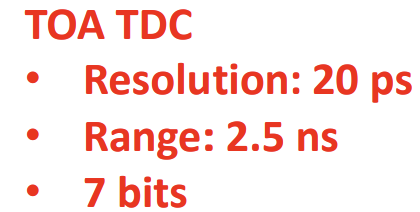 TOA TDC
• Resolution: 20 ps
• Range: 2.5 ns
• 7 bits